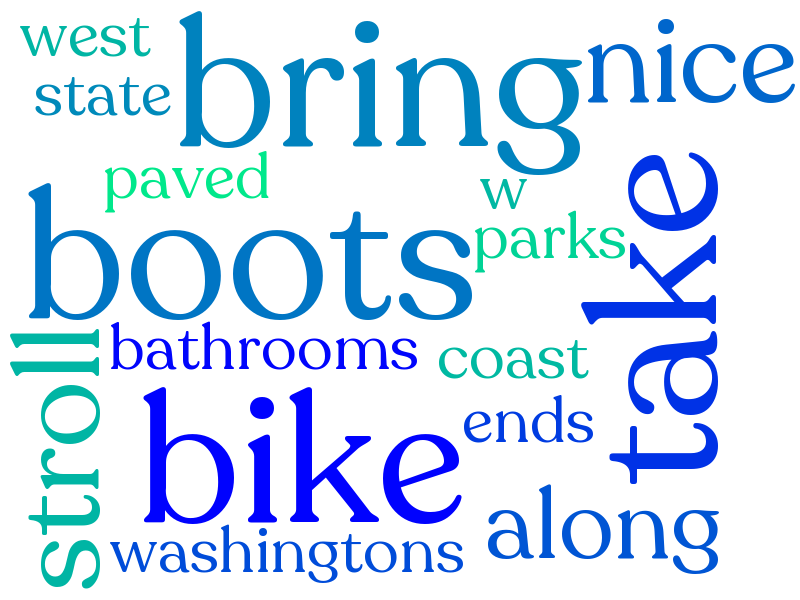 west
bring
nice
state
paved
w
take
boots
parks
stroll
bathrooms
coast
bike
ends
along
washingtons